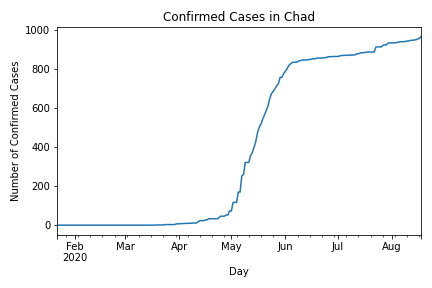 Confirmed Cases in Chad
Number of Confirmed Cases
1000
800
600
400
200
0
Feb Mar Apr May Jun Jul Aug
2020
Day